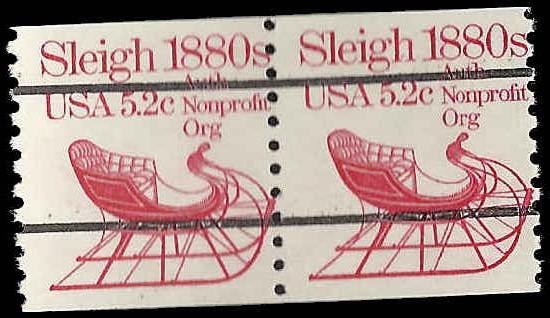 Sleigh 1880s
Auth
USA 5.2c Nonprofit
Org
Sleigh 1880s
Auth
USA 5.2c Nonprofit
Org